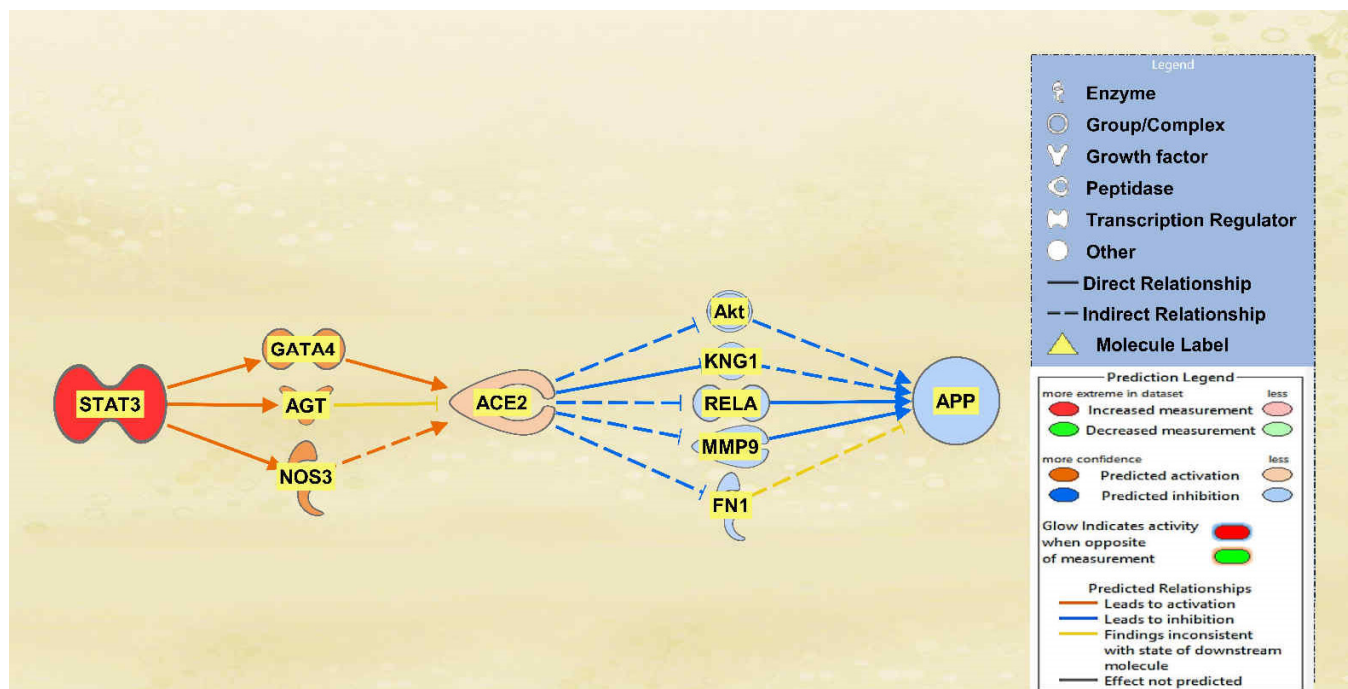 Legend
Enzyme
Group/Complex
Growth factor
Peptidase
Transcription Regulator
Other
Direct Relationship
Indirect Relationship
Molecule Label
STAT3
GATA4
AGT
NOS3
ACE2
Akt
KNG1
RELA
MMP9
FN1
APP
Prediction Legend
more extreme in dataset less
Increased measurement
Decreased measurement
more confidence less
Predicted activation
Predicted inhibition
Glow Indicates activity
when opposite
of measurement
Predicted Relationships
Leads to activation
Leads to inhibition
Findings inconsistent
with state of downstream
molecule
Effect not predicted